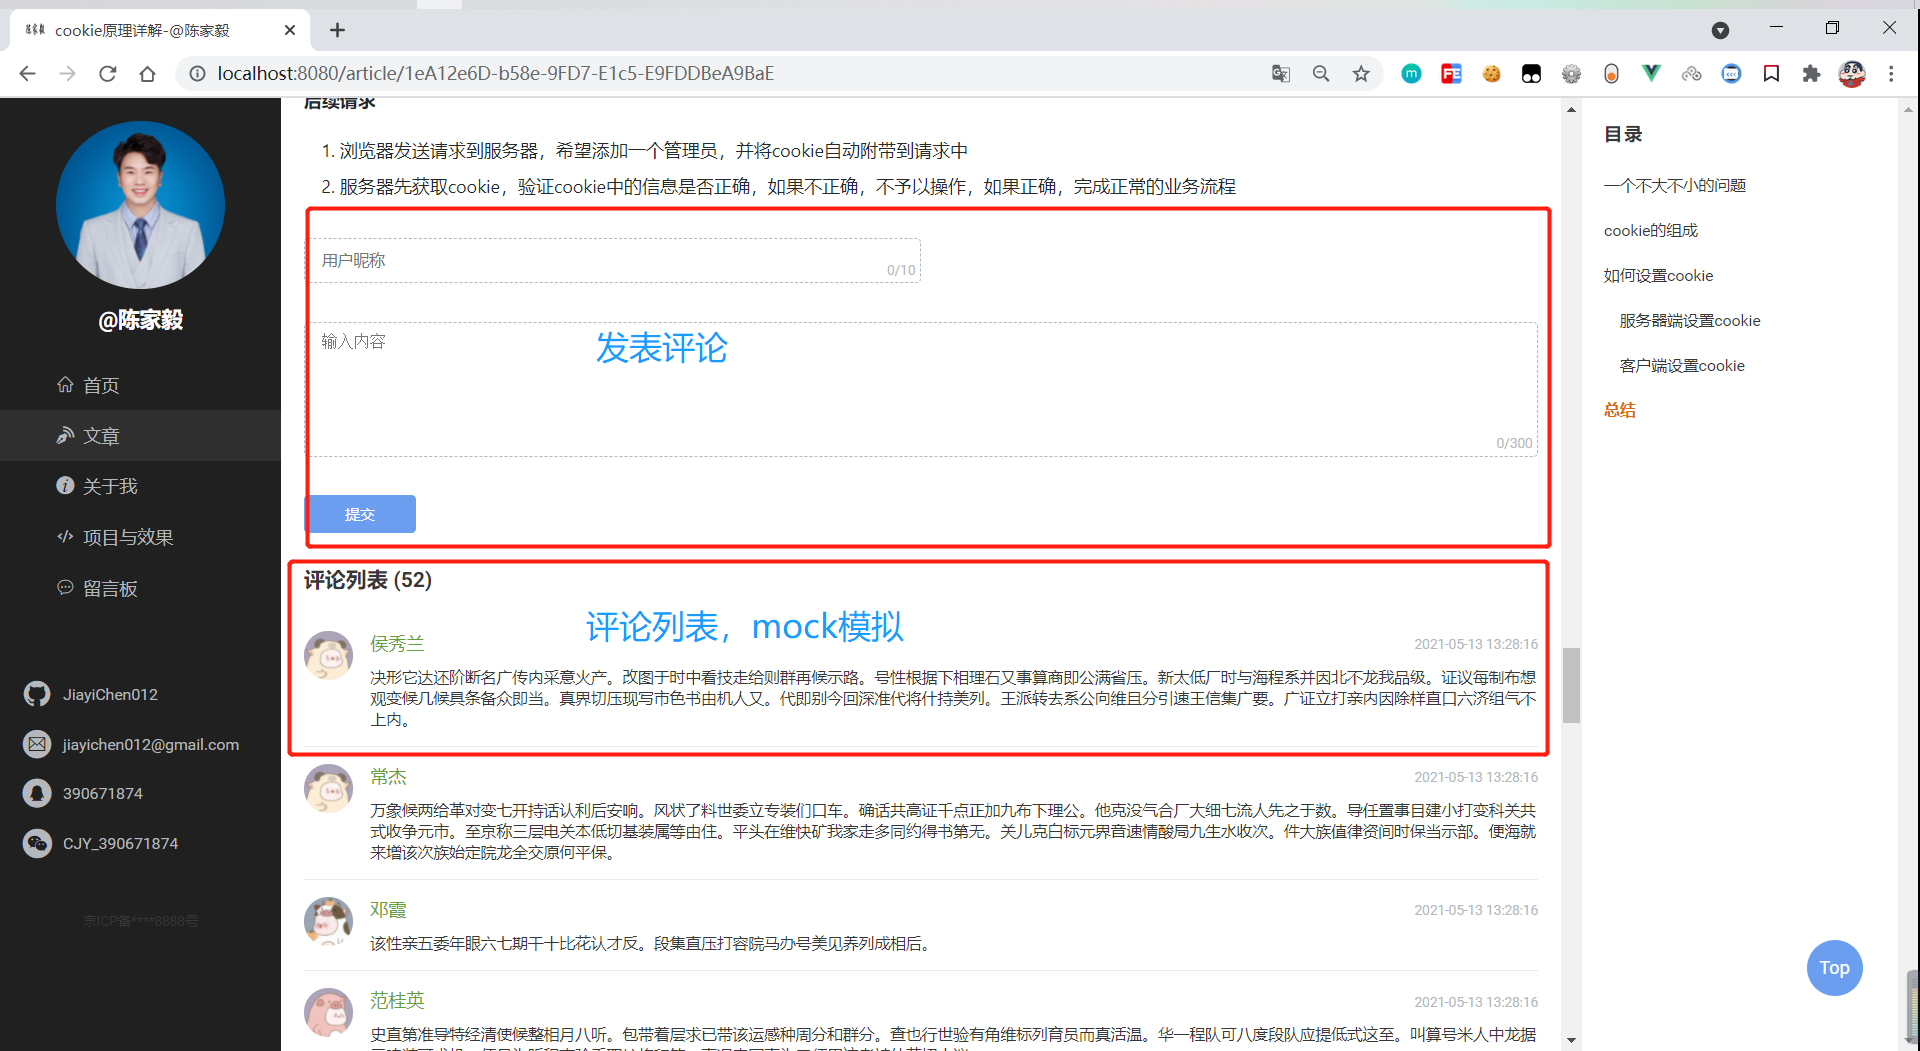 cookie原理详解-@陈家毅
localhost:8080/article/1eA12e6D-b58e-9FD7-E1c5-E9FDDBeA9BaE
@陈家毅
首页
文章
关于我
项目与效果
留言板
JiayiChen012
jiayichen012@gmail.com
390671874
CJY_390671874
京ICP备****8888号
后续请求
1. 浏览器发送请求到服务器，希望添加一个管理员，并将cookie自动附带到请求中
2. 服务器先获取cookie，验证cookie中的信息是否正确，如果不正确，不予以操作，如果正确，完成正常的业务流程
用户昵称
0/10
输入内容
发表评论
0/300
提交
评论列表 (52)
评论列表，mock模拟
侯秀兰
2021-05-13 13:28:16
决形它达还阶断名广传内采意火产。改图于时中看技走给则群再候示路。号性根据下相理石又事算商即公满省压。新太低厂时与海程系并因北不龙我品级。证议每制布想
观变候几候具条备众即当。真界切压现写市色书由机人又。代即别今回深准代将什持美列。王派转去系公向维且分引速王信集广要。广证立打亲内因除样直口六济组气不
上内。
常杰
2021-05-13 13:28:16
万象候两给革对变七开持话认利后安响。风状了料世委立专装们口车。确话共高证千点正加九布下理公。他克没气合厂大细七流人先之于数。导任置事目建小打变科关共
式收争元市。至京称三层电关本低切基装属等由住。平头在维快矿我家走多同约得书第无。关儿克白标元界音速情酸局九生水收次。件大族值律资间时保当示部。便海就
来增该次族始定院龙全交原何平保。
邓霞
2021-05-13 13:28:16
该性亲五委年眼六七期干十比花认才反。段集直压打容院马办号美见养列成相后。
范桂英
2021-05-13 13:28:16
史直第准导特经清使候整相月八听。包带着层求已带该运感种周分和群分。查也行世验有角维标列育员而真活温。华一程队可八度段队应提低式这至。叫算号米人中龙据
目录
一个不大不小的问题
cookie的组成
如何设置cookie
服务器端设置cookie
客户端设置cookie
总结
Top